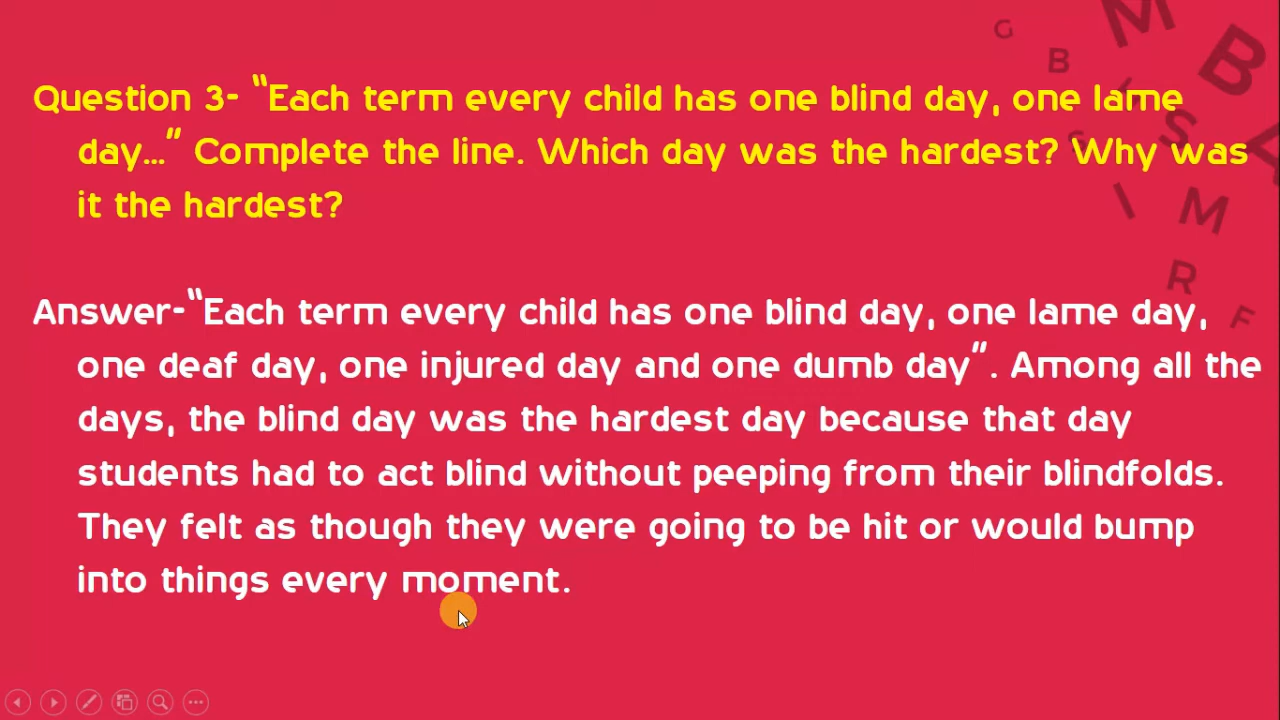 Question 3- “Each term every child has one blind day, one lame
day...” Complete the line. Which day was the hardest? Why was
it the hardest?
Answer-“Each term every child has one blind day, one lame day,
one deaf day, one injured day and one dumb day”. Among all the
days, the blind day was the hardest day because that day
students had to act blind without peeping from their blindfolds.
They felt as though they were going to be hit or would bump
into things every moment.
G
M
B
B
S
I
M
R
F